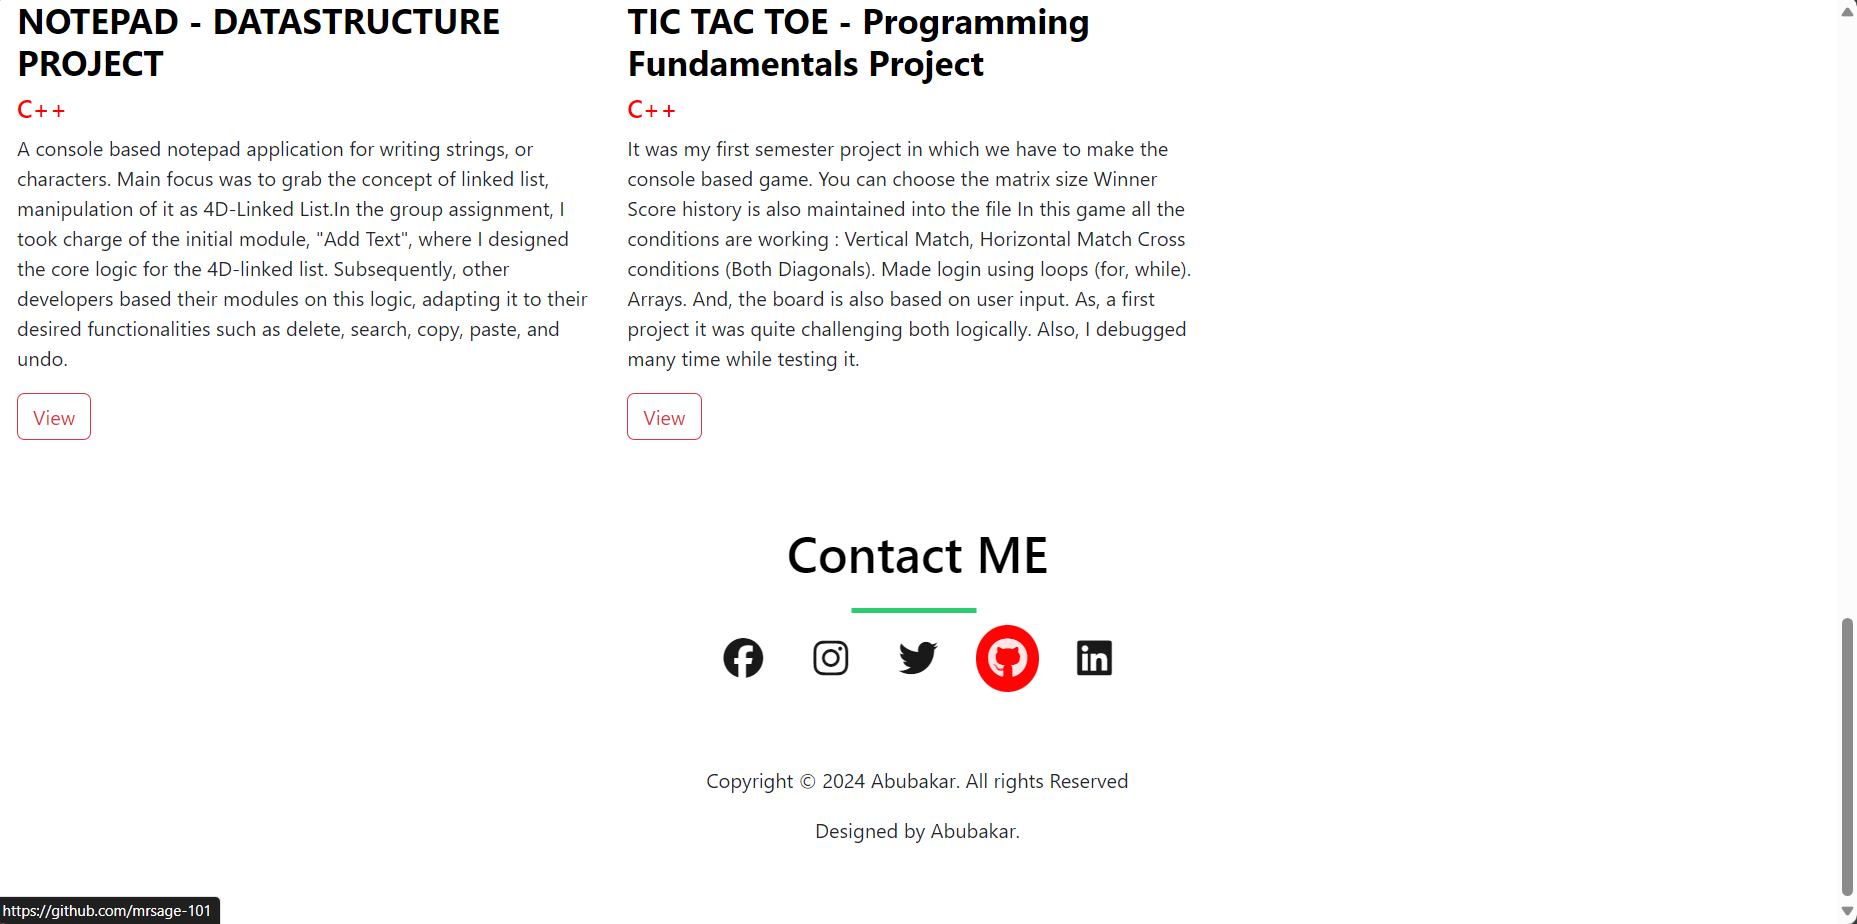 NOTEPAD - DATASTRUCTURE
PROJECT
C++
A console based notepad application for writing strings, or
characters. Main focus was to grab the concept of linked list,
manipulation of it as 4D-Linked List.In the group assignment, I
took charge of the initial module, "Add Text", where I designed
the core logic for the 4D-linked list. Subsequently, other
developers based their modules on this logic, adapting it to their
desired functionalities such as delete, search, copy, paste, and
undo.
View
TIC TAC TOE - Programming
Fundamentals Project
C++
It was my first semester project in which we have to make the
console based game. You can choose the matrix size Winner
Score history is also maintained into the file In this game all the
conditions are working : Vertical Match, Horizontal Match Cross
conditions (Both Diagonals). Made login using loops (for, while).
Arrays. And, the board is also based on user input. As, a first
project it was quite challenging both logically. Also, I debugged
many time while testing it.
View
Contact ME
in
Copyright © 2024 Abubakar. All rights Reserved
Designed by Abubakar.
https://github.com/mrsage-101